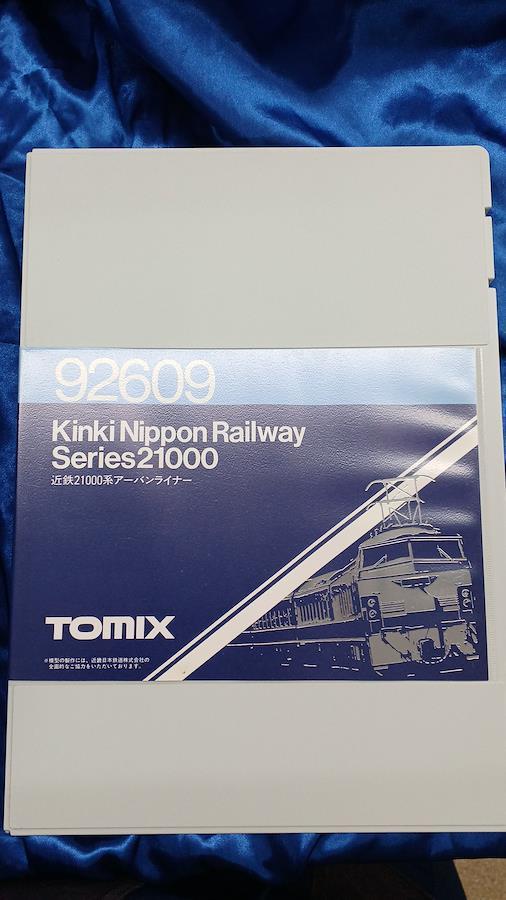 92609
Kinki Nippon Railway
Series21000
近鉄21000系アーバンライナー
TOMIX
※模型の製作には、近畿日本鉄道株式会社の
全面的なご協力をいただいております。